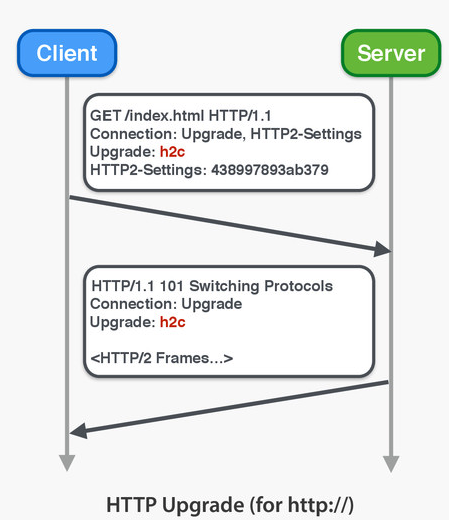 Client
Server
GET /index.html HTTP/1.1
Connection: Upgrade, HTTP2-Settings
Upgrade: h2c
HTTP2-Settings: 438997893ab379
HTTP/1.1 101 Switching Protocols
Connection: Upgrade
Upgrade: h2c
<HTTP/2 Frames...>
HTTP Upgrade (for http://)